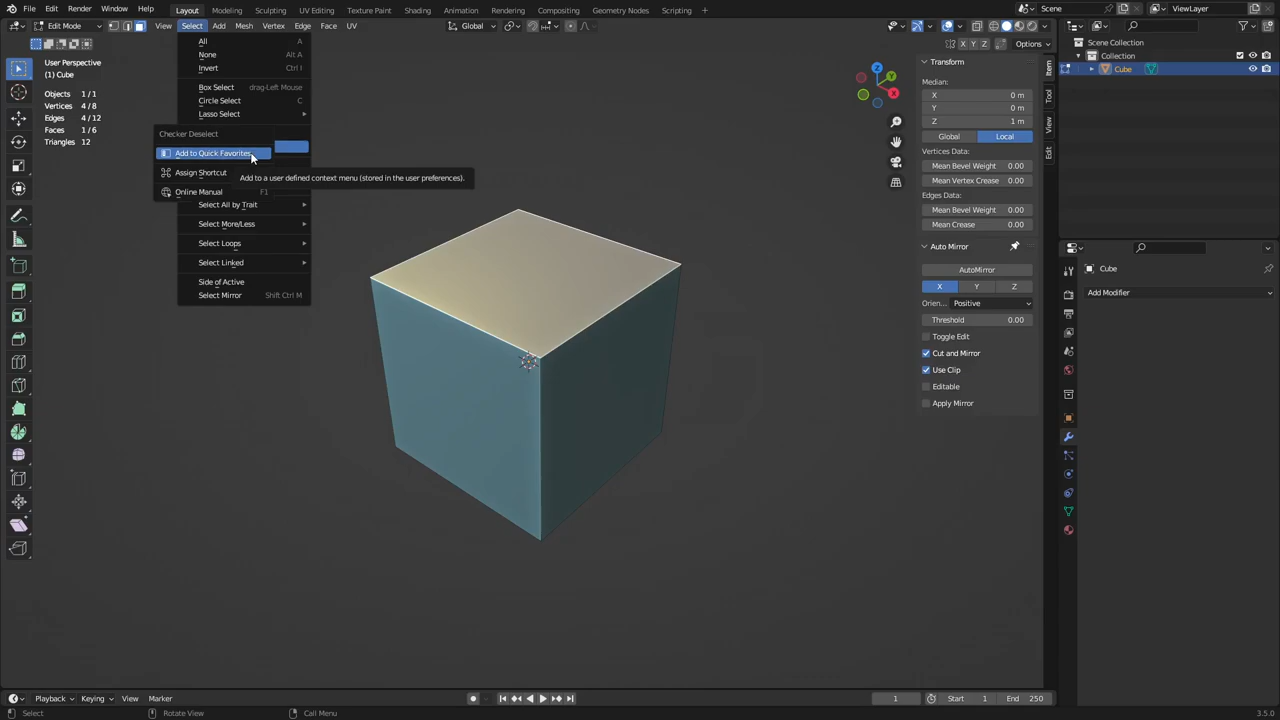 File Edit Render Window Help Layout Modeling Sculpting UV Editing Texture Paint Shading Animation Rendering Compositing Geometry Nodes Scripting + Scene ViewLayer
Edit Mode View Select Add Mesh Vertex Edge Face UV Global
X Y Z Options
User Perspective
(1) Cube
Objects 1/1
Vertices 4/8
Edges 4/12
Faces 1/6
Triangles 12
All A
None Alt A
Invert Ctrl I
Box Select drag-Left Mouse
Circle Select C
Lasso Select
Checker Deselect
Add to Quick Favorites
Assign Shortcut
Online Manual F1
Add to a user defined context menu (stored in the user preferences).
Select All by Trait
Select More/Less
Select Loops
Select Linked
Side of Active
Select Mirror Shift Ctrl M
Z
Y
X
Transform
Median:
X 0 m
Y 0 m
Z 1 m
Global Local
Vertices Data:
Mean Bevel Weight 0.00
Mean Vertex Crease 0.00
Edges Data:
Mean Bevel Weight 0.00
Mean Crease 0.00
Auto Mirror
AutoMirror
X Y Z
Orien... Positive
Threshold 0.00
Toggle Edit
Cut and Mirror
Use Clip
Editable
Apply Mirror
Item
Tool
View
Edit
Scene Collection
Collection
Cube
Cube
Add Modifier
Playback Keying View Marker 1 Start 1 End 250
Select Rotate View Call Menu 3.5.0